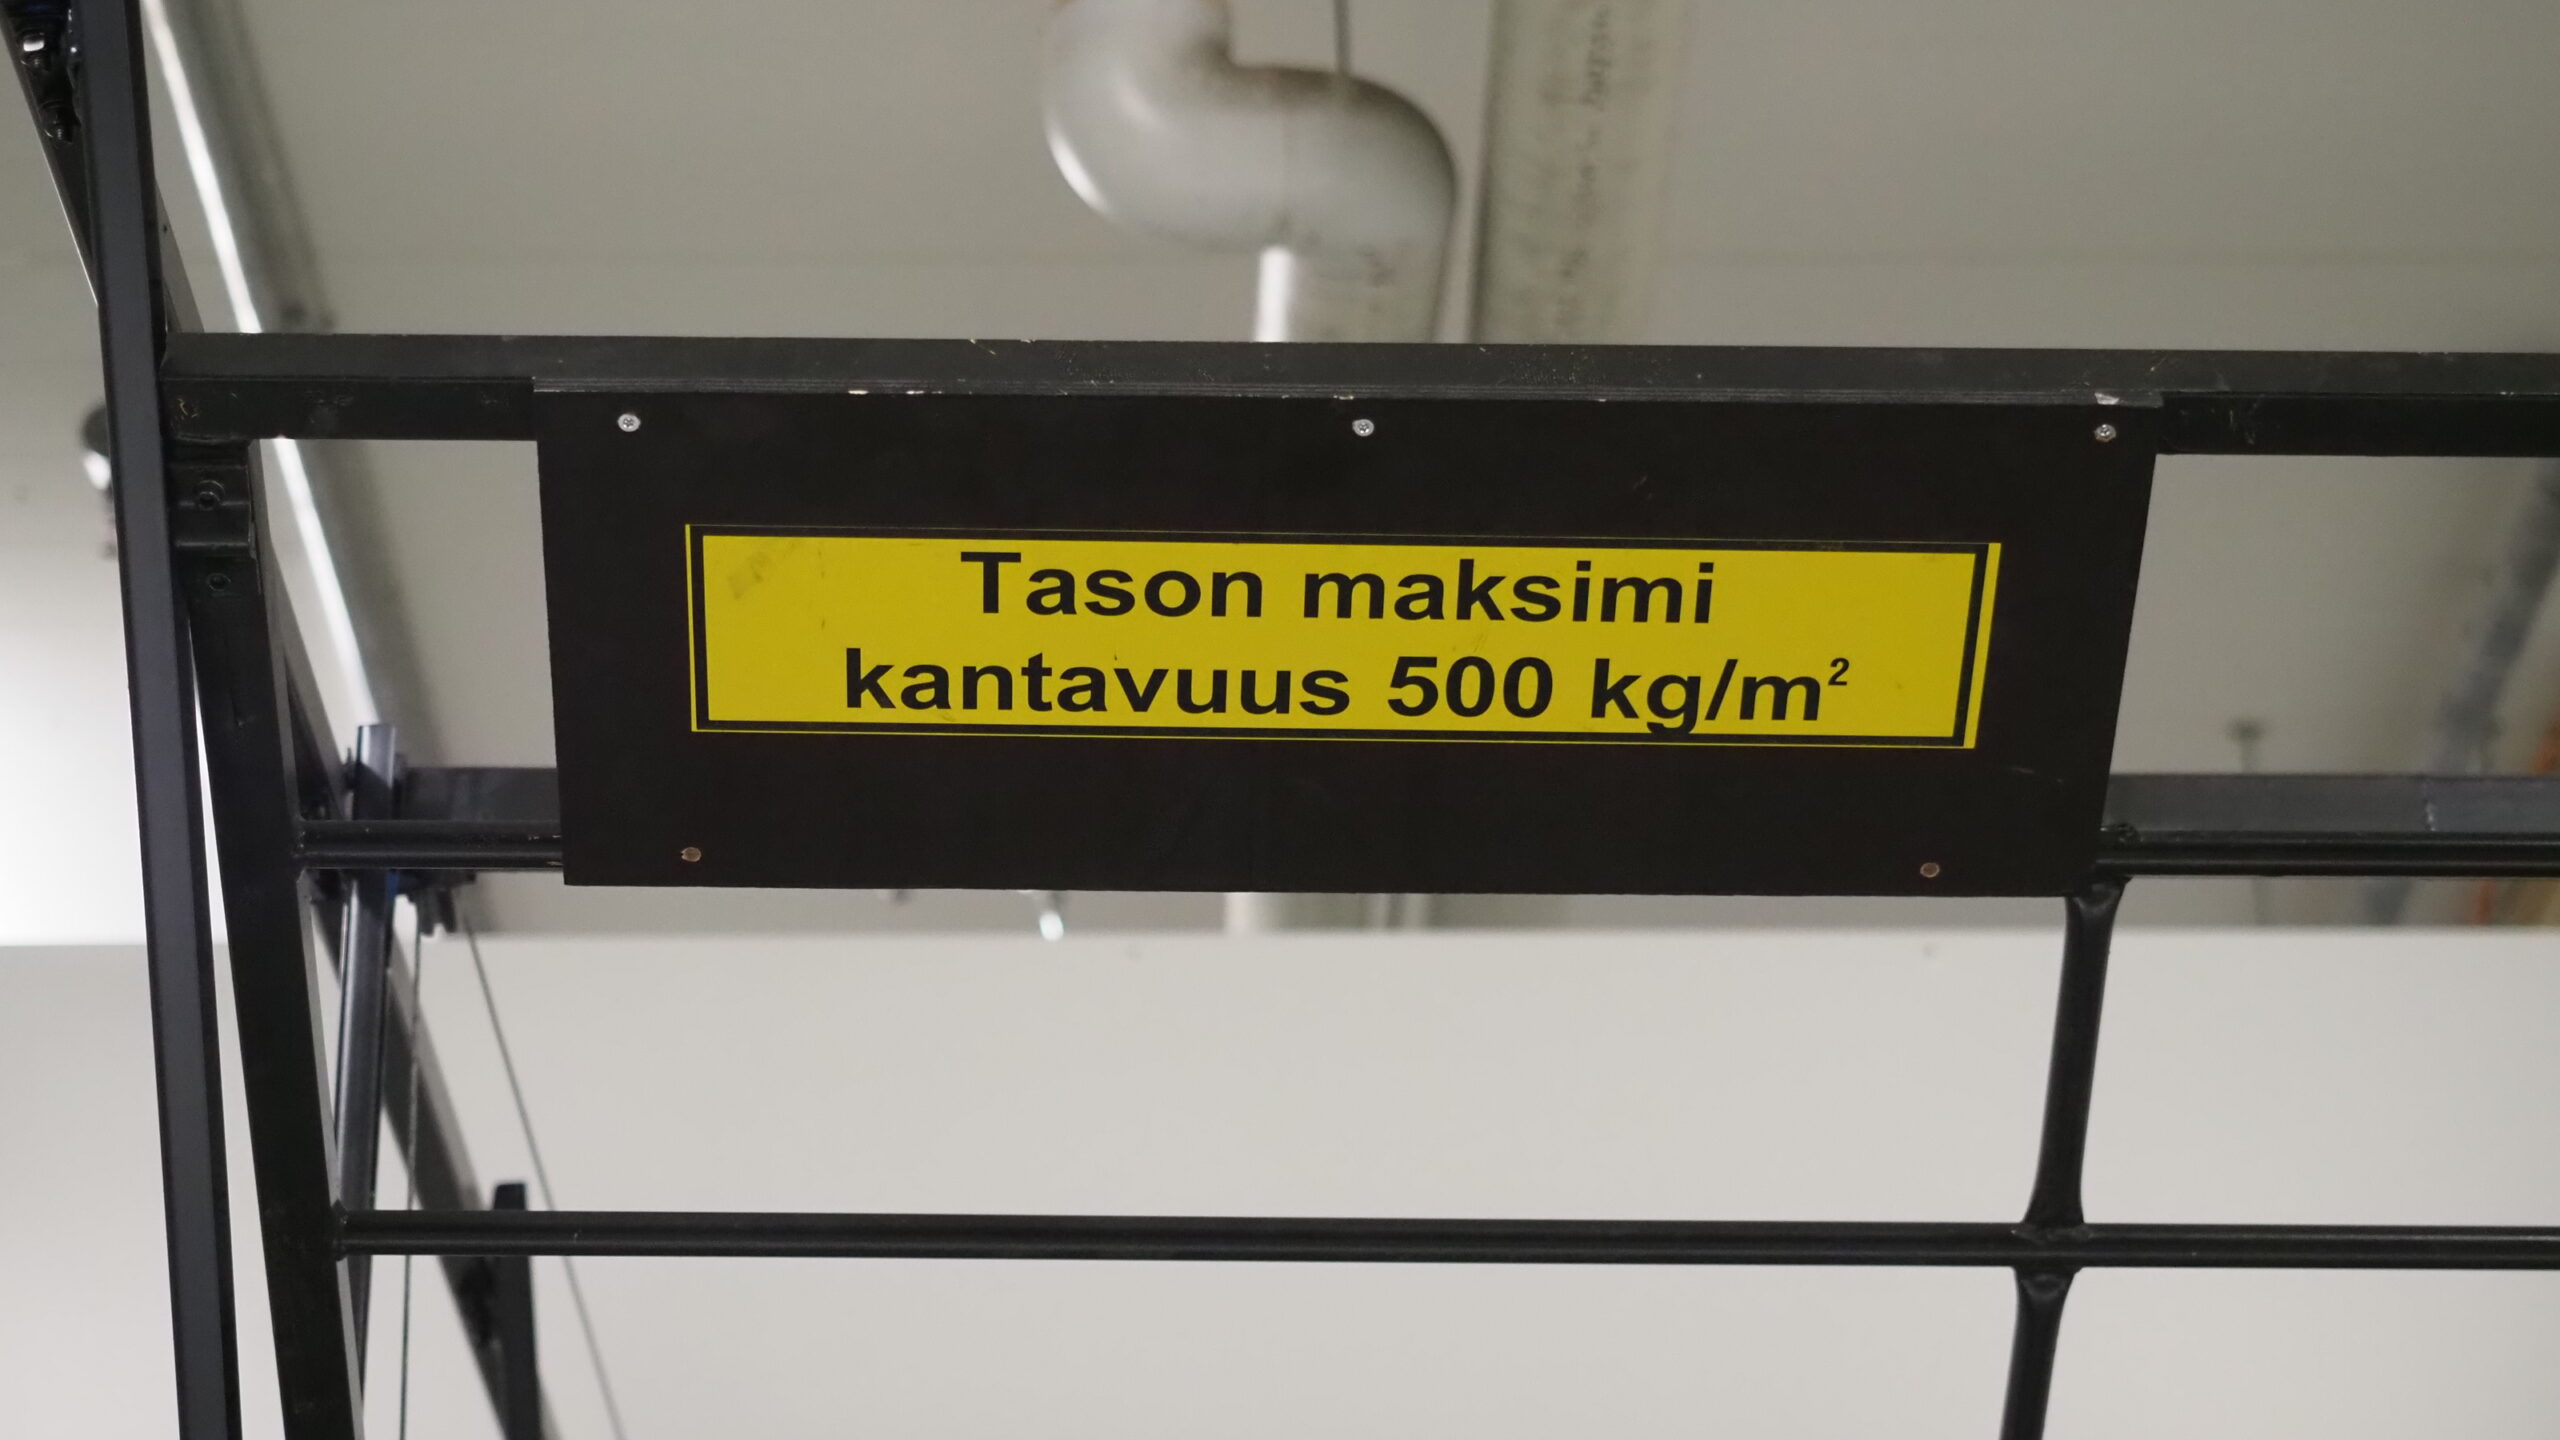 Tason maksimi
kantavuus 500 kg/m²